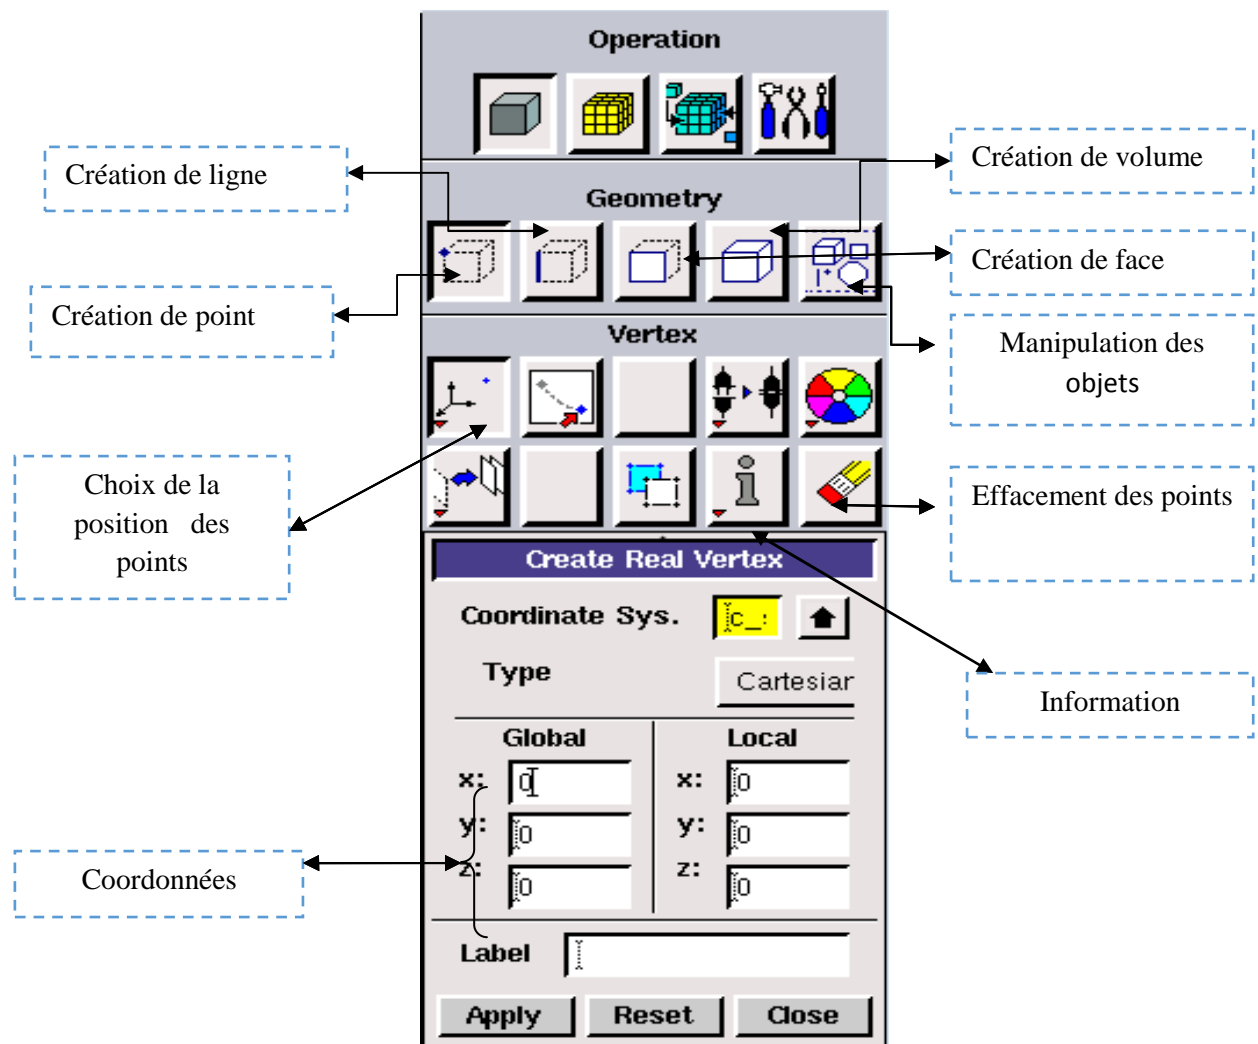 Operation
Création de ligne
Création de volume
Geometry
Création de face
Création de point
Vertex
Manipulation des
objets
Choix de la
position des
points
Effacement des points
Create Real Vertex
Coordinate Sys.
c_:
Type
Cartesiar
Information
Global
Local
x: 0
x: 0
y: 0
y: 0
z: 0
z: 0
Coordonnées
Label
Apply
Reset
Close